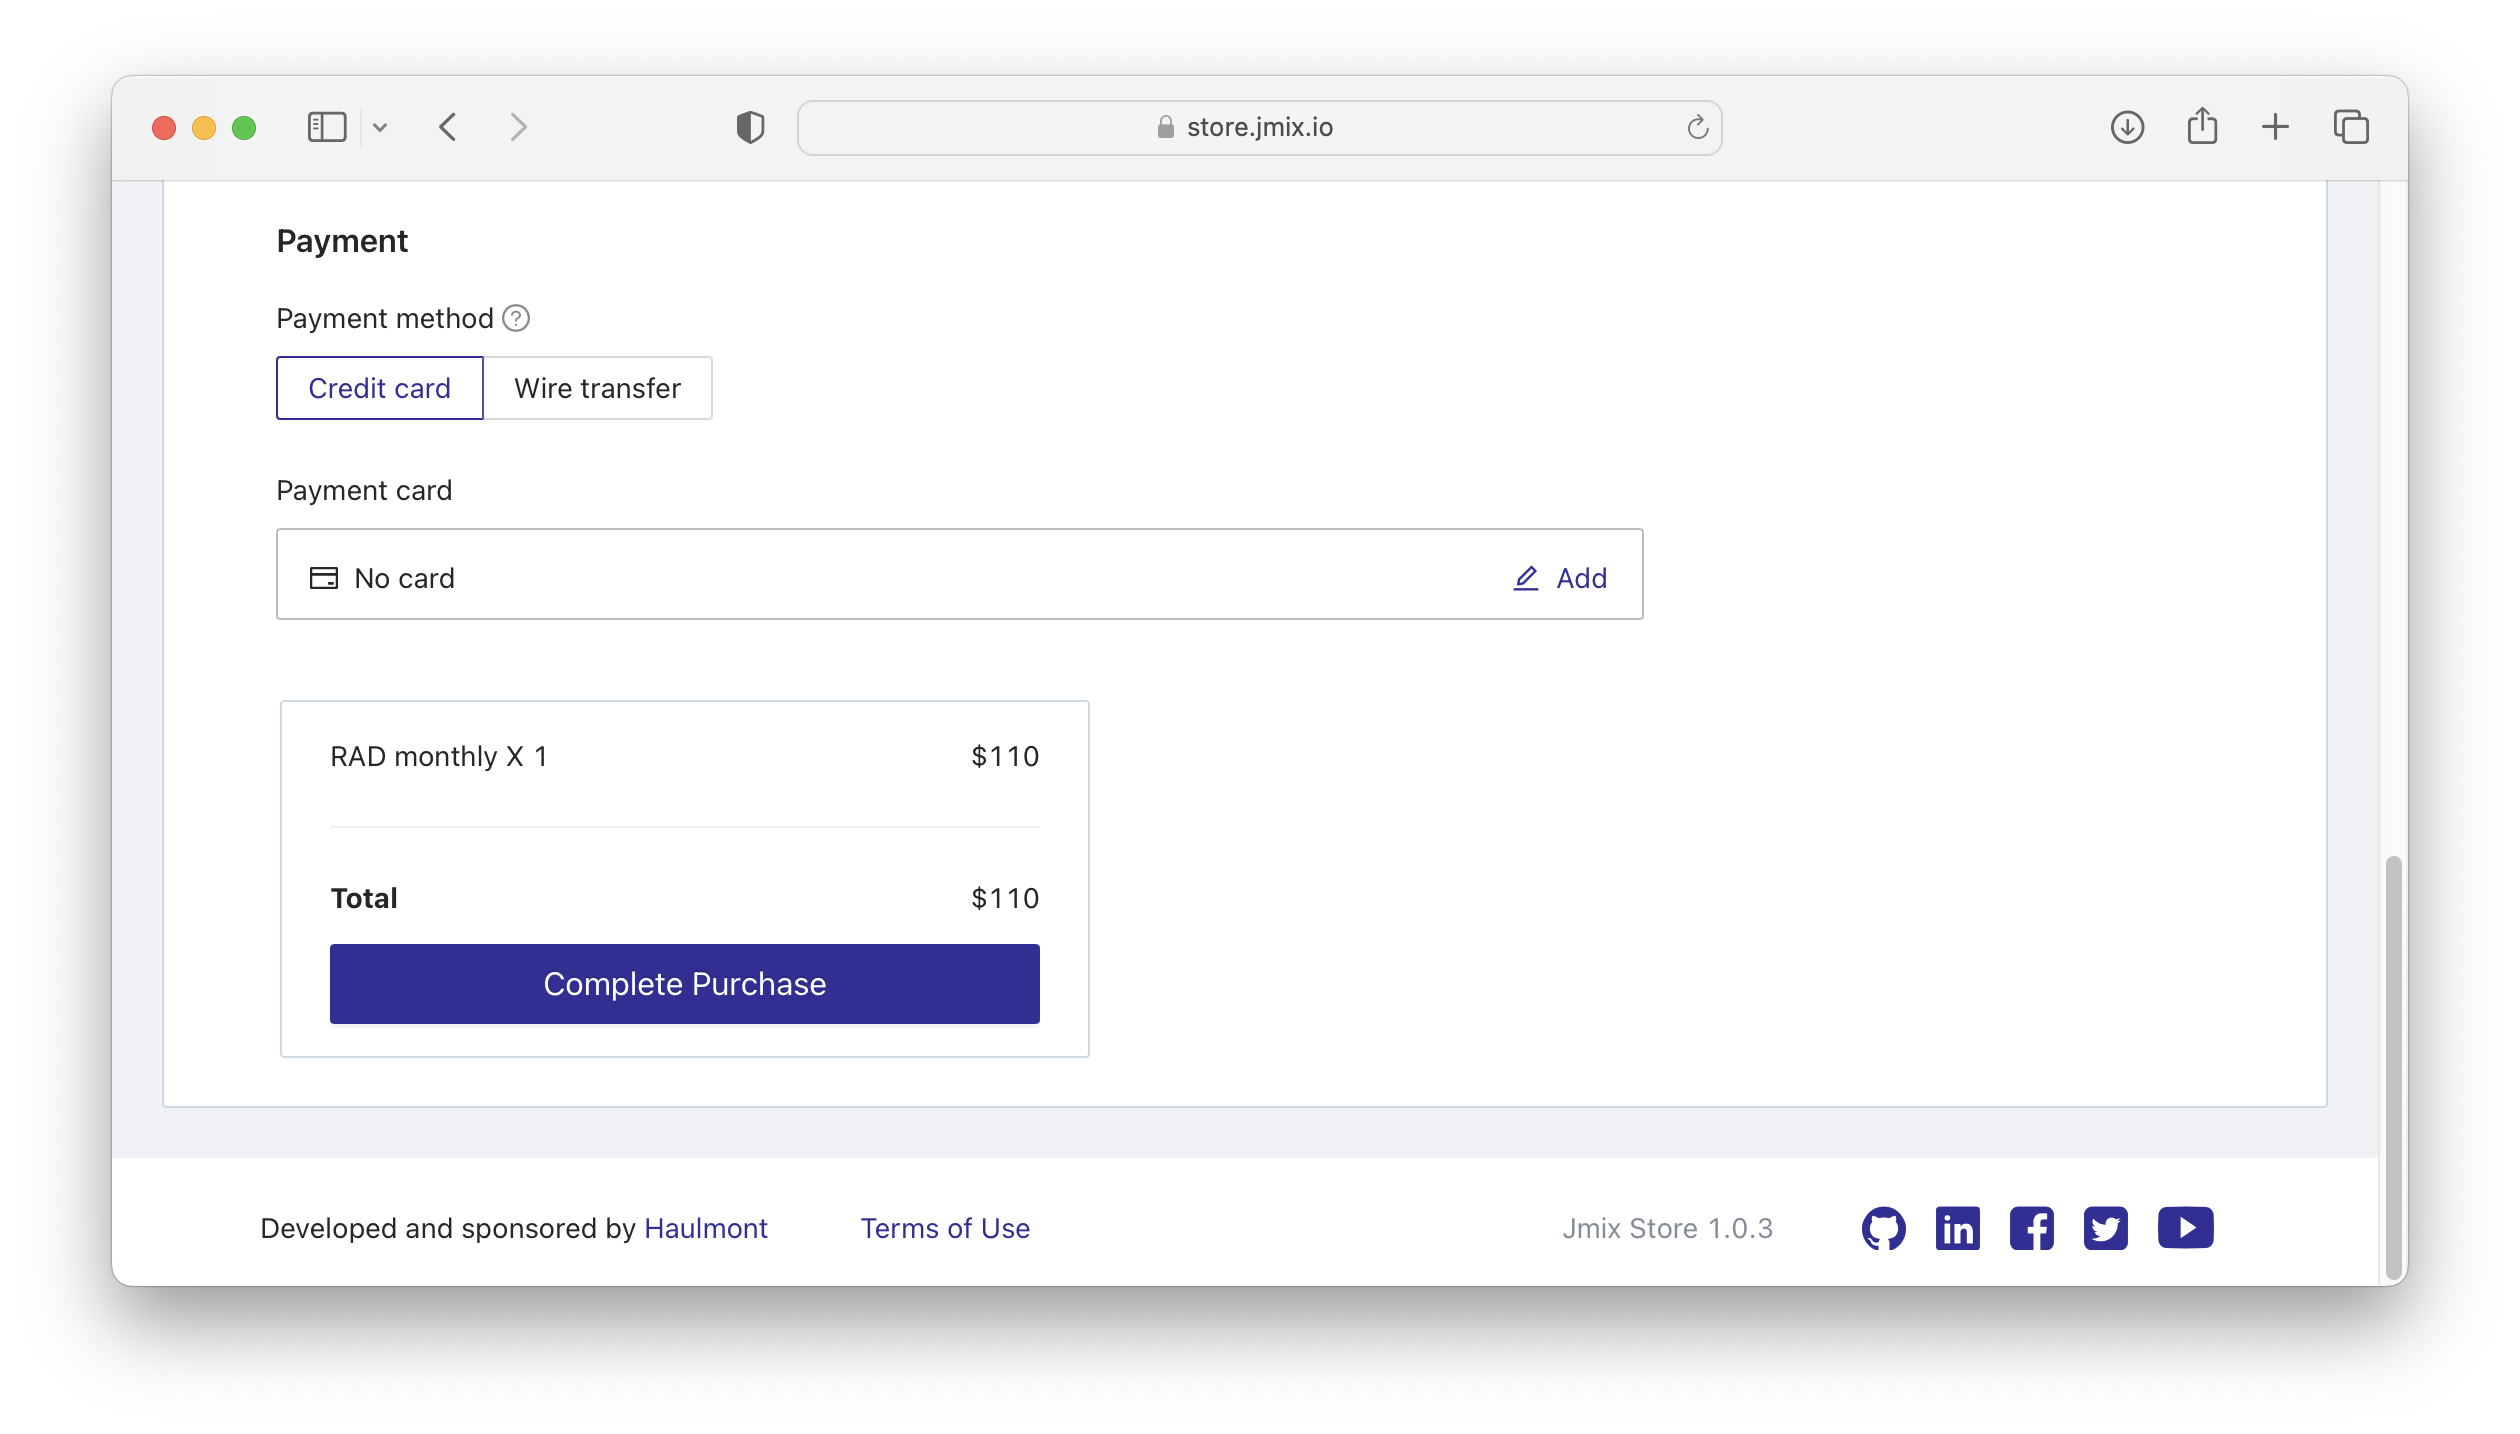 store.jmix.io
Payment
Payment method ?
Credit card Wire transfer
Payment card
No card Add
RAD monthly X 1 $110
Total $110
Complete Purchase
Developed and sponsored by Haulmont Terms of Use Jmix Store 1.0.3 in f